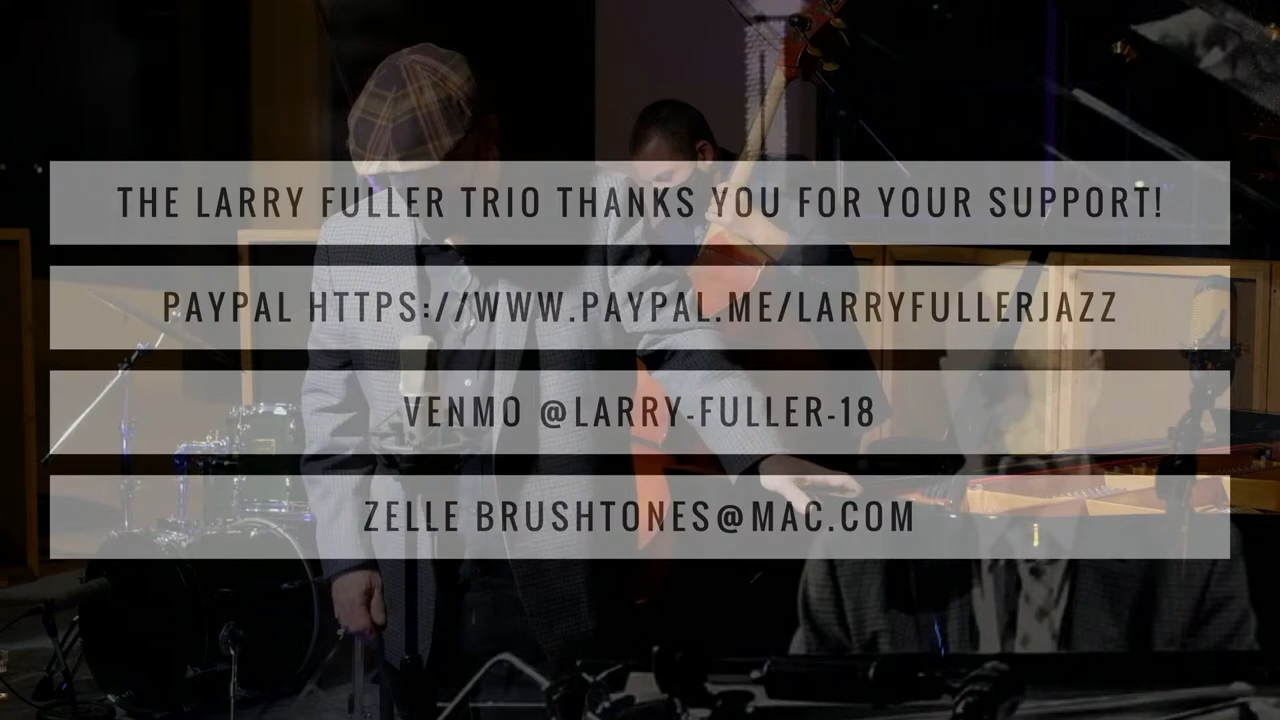 THE LARRY FULLER TRIO THANKS YOU FOR YOUR SUPPORT!
PAYPAL HTTPS://WWW.PAYPAL.ME/LARRYFULLERJAZZ
VENMO @LARRY-FULLER-18
ZELLE BRUSHTONES@MAC.COM